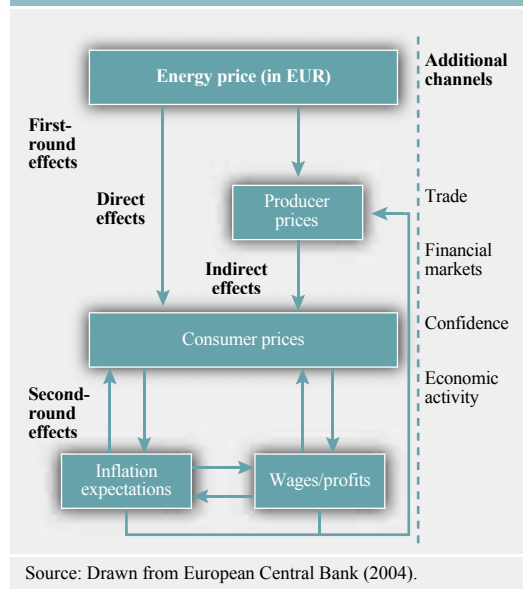 Energy price (in EUR)
Additional
channels
First-
round
effects
Direct
effects
Producer
prices
Trade
Indirect
effects
Financial
markets
Consumer prices
Confidence
Economic
activity
Second-
round
effects
Inflation
expectations
Wages/profits
Source: Drawn from European Central Bank (2004).